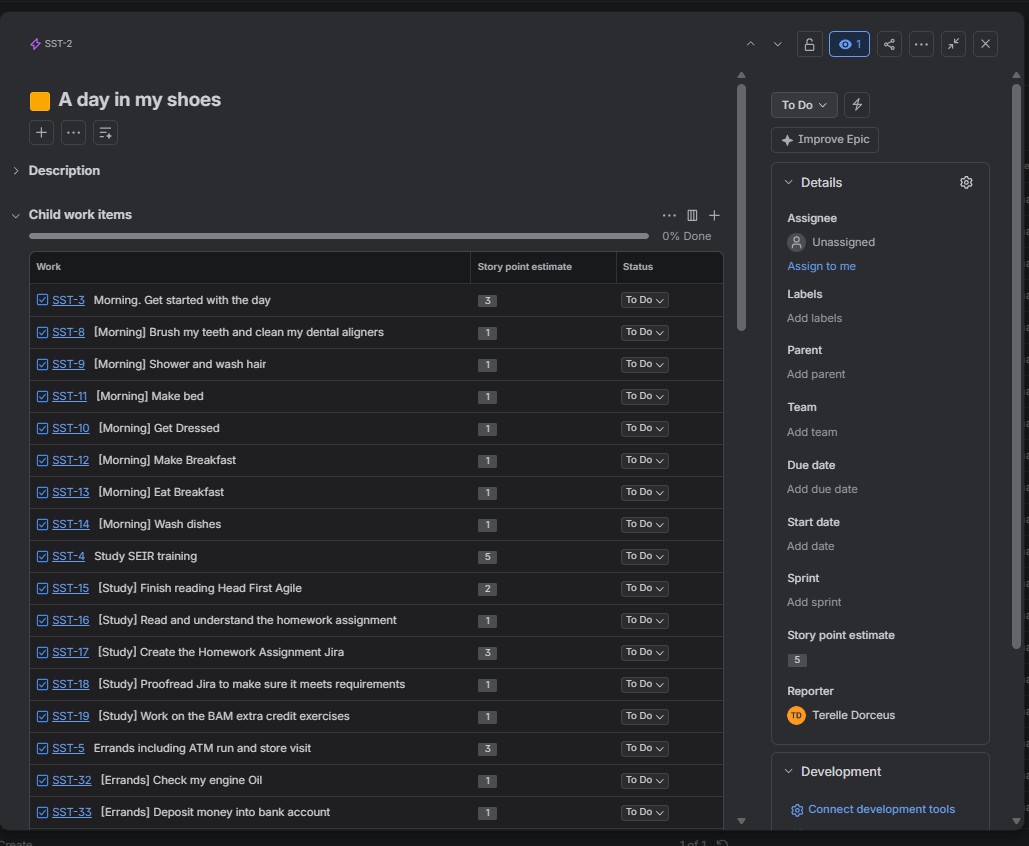 SST-2
1
A day in my shoes
Description
Child work items
0% Done
Work Story point estimate Status
SST-3 Morning. Get started with the day 3 To Do
SST-8 [Morning] Brush my teeth and clean my dental aligners 1 To Do
SST-9 [Morning] Shower and wash hair 1 To Do
SST-11 [Morning] Make bed 1 To Do
SST-10 [Morning] Get Dressed 1 To Do
SST-12 [Morning] Make Breakfast 1 To Do
SST-13 [Morning] Eat Breakfast 1 To Do
SST-14 [Morning] Wash dishes 1 To Do
SST-4 Study SEIR training 5 To Do
SST-15 [Study] Finish reading Head First Agile 2 To Do
SST-16 [Study] Read and understand the homework assignment 1 To Do
SST-17 [Study] Create the Homework Assignment Jira 3 To Do
SST-18 [Study] Proofread Jira to make sure it meets requirements 1 To Do
SST-19 [Study] Work on the BAM extra credit exercises 1 To Do
SST-5 Errands including ATM run and store visit 3 To Do
SST-32 [Errands] Check my engine Oil 1 To Do
SST-33 [Errands] Deposit money into bank account 1 To Do
To Do
Improve Epic
Details
Assignee
Unassigned
Assign to me
Labels
Add labels
Parent
Add parent
Team
Add team
Due date
Add due date
Start date
Add date
Sprint
Add sprint
Story point estimate
5
Reporter
TD Terelle Dorceus
Development
Connect development tools
Create
1 of 1